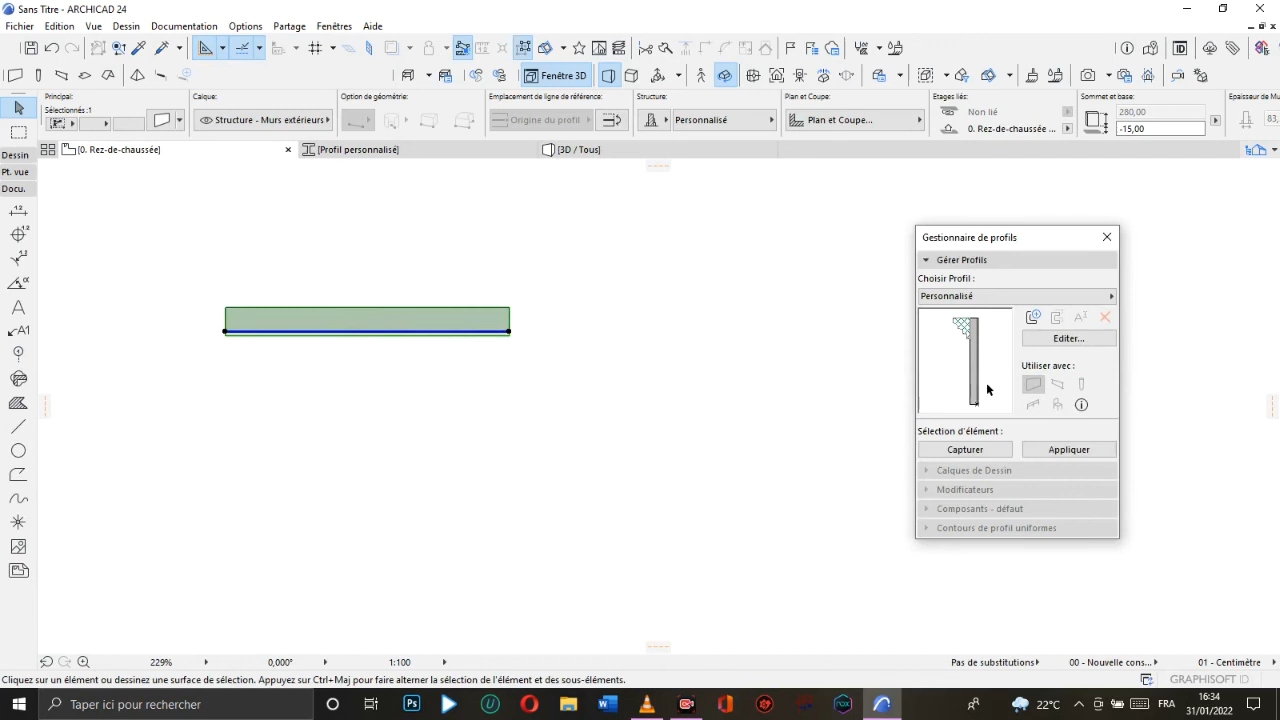 Sans Titre - ARCHICAD 24
Fichier Edition Vue Dessin Documentation Options Partage Fenêtres Aide
Fenêtre 3D
Principal:
Sélectionnés :1
Calque:
Structure - Murs extérieurs
Option de géométrie:
Emplacement de ligne de référence:
Origine du profil
Structure:
Personnalisé
Plan et Coupe:
Plan et Coupe...
Etages liés:
Non lié
0. Rez-de-chaussée ...
Sommet et base:
280,00
-15,00
Epaisseur de Mu
83,
[0. Rez-de-chaussée]
[Profil personnalisé]
[3D / Tous]
Dessin
Pt. vue
Docu.
Gestionnaire de profils
Gérer Profils
Choisir Profil :
Personnalisé
Editer...
Utiliser avec :
Sélection d'élément :
Capturer
Appliquer
Calques de Dessin
Modificateurs
Composants - défaut
Contours de profil uniformes
229%
0,000°
1:100
Pas de substitutions
00 - Nouvelle cons...
01 - Centimètre
Cliquez sur un élément ou dessinez une surface de sélection. Appuyez sur Ctrl+Maj pour faire alterner la sélection de l'élément et des sous-éléments.
GRAPHISOFT ID
Taper ici pour rechercher
22°C
FRA
16:34
31/01/2022